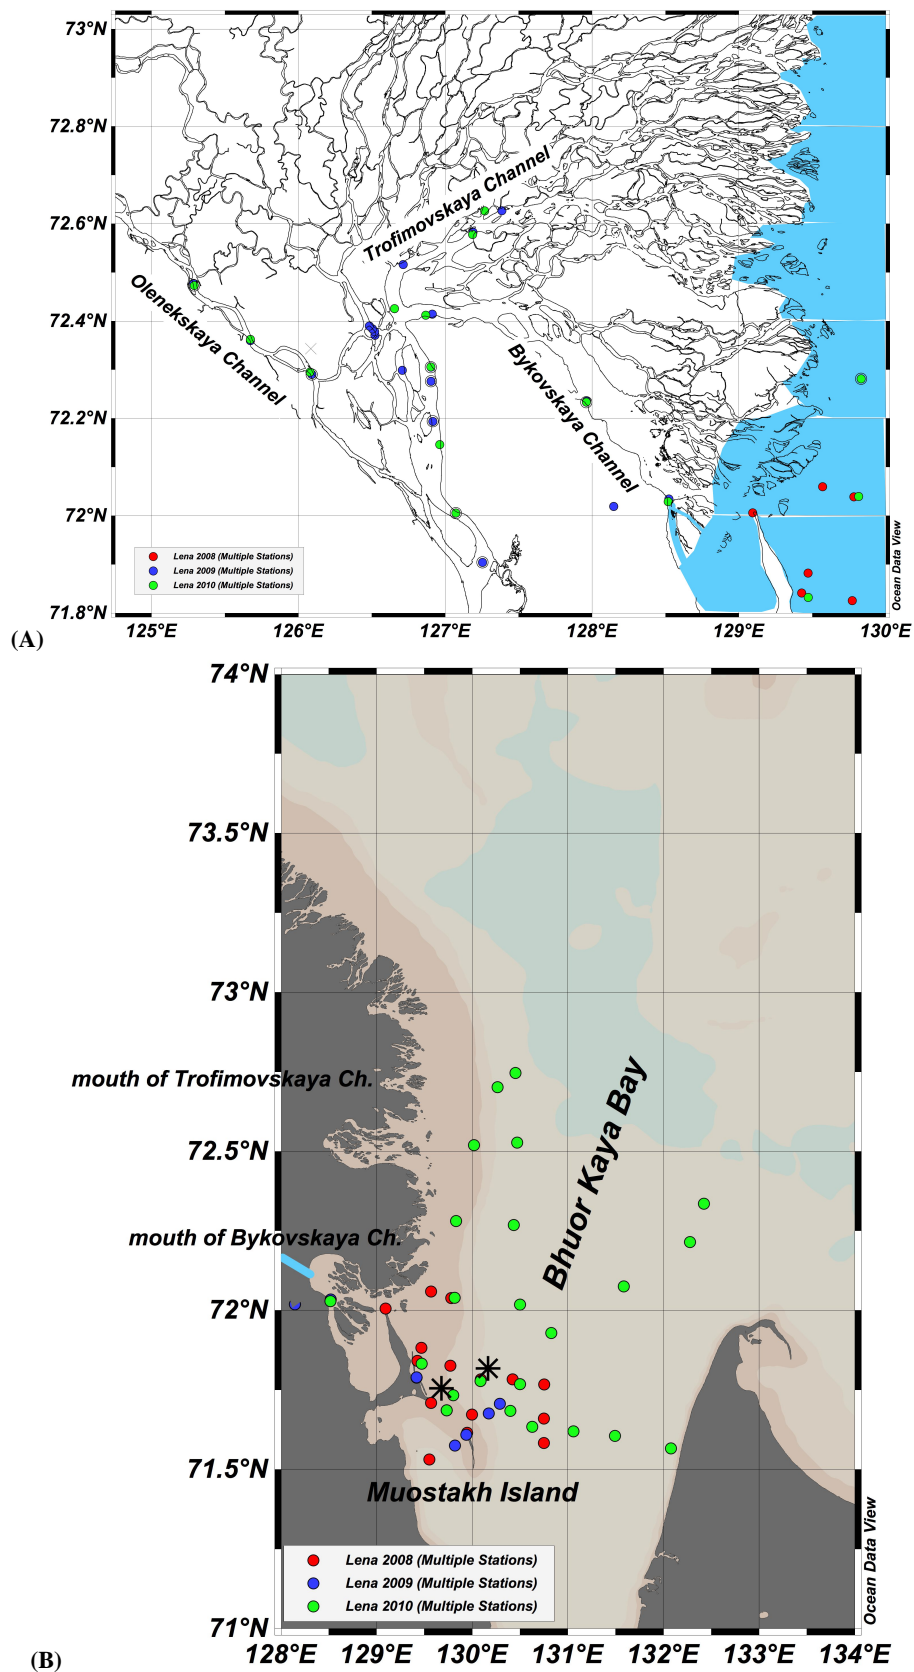 73°N
72.8°N
72.6°N
72.4°N
72.2°N
72°N
71.8°N
Trofimovskaya Channel
Olenekskaya Channel
Bykovskaya Channel
Lena 2008 (Multiple Stations)
Lena 2009 (Multiple Stations)
Lena 2010 (Multiple Stations)
Ocean Data View
125°E 126°E 127°E 128°E 129°E 130°E
(A)
74°N
73.5°N
73°N
mouth of Trofimovskaya Ch.
72.5°N
Bhuor Kaya Bay
mouth of Bykovskaya Ch.
72°N
71.5°N
Muostakh Island
Lena 2008 (Multiple Stations)
Lena 2009 (Multiple Stations)
Lena 2010 (Multiple Stations)
Ocean Data View
71°N
128°E 129°E 130°E 131°E 132°E 133°E 134°E
(B)